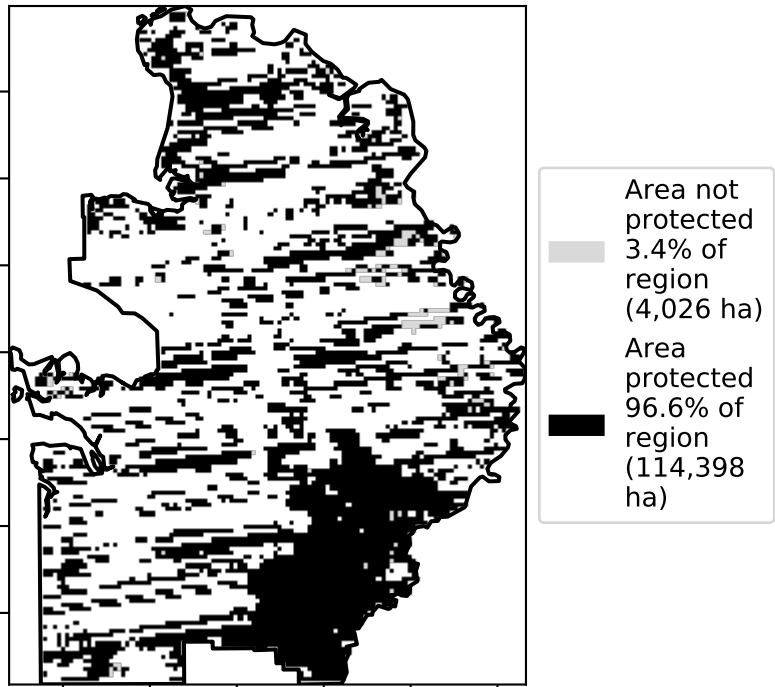 Area not
protected
3.4% of
region
(4,026 ha)
Area
protected
96.6% of
region
(114,398
ha)